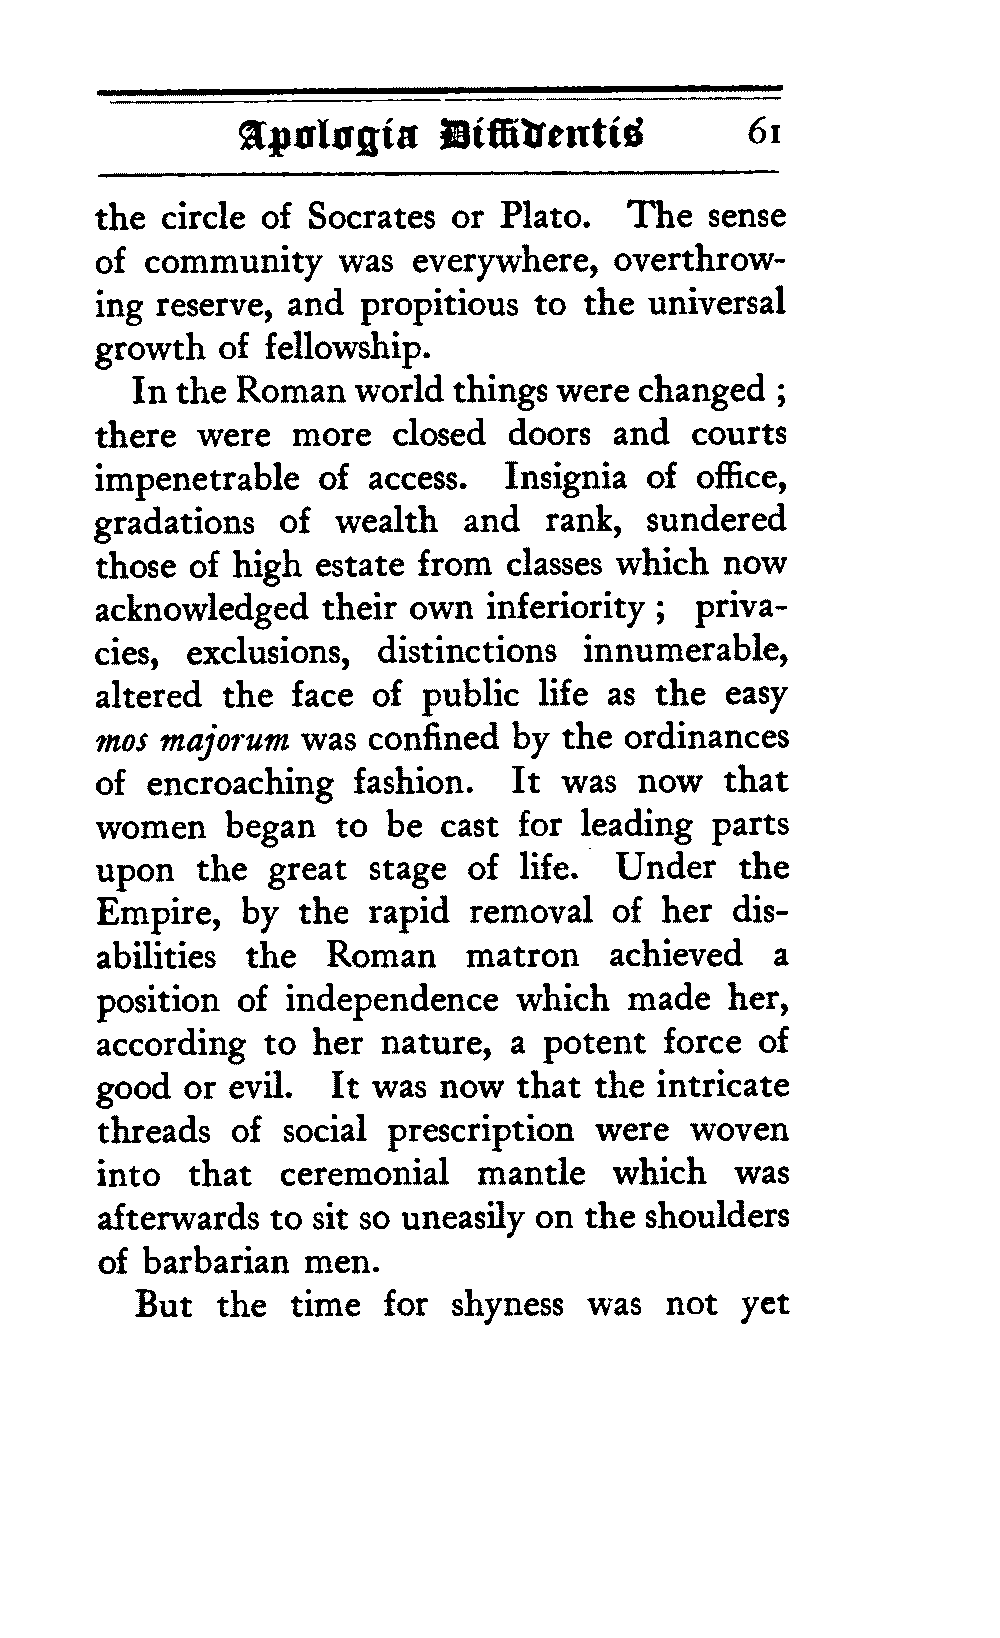 Apologia Diffidentis 61
the circle of Socrates or Plato. The sense
of community was everywhere, overthrow-
ing reserve, and propitious to the universal
growth of fellowship.
In the Roman world things were changed ;
there were more closed doors and courts
impenetrable of access. Insignia of office,
gradations of wealth and rank, sundered
those of high estate from classes which now
acknowledged their own inferiority ; priva-
cies, exclusions, distinctions innumerable,
altered the face of public life as the easy
mos majorum was confined by the ordinances
of encroaching fashion. It was now that
women began to be cast for leading parts
upon the great stage of life. Under the
Empire, by the rapid removal of her dis-
abilities the Roman matron achieved a
position of independence which made her,
according to her nature, a potent force of
good or evil. It was now that the intricate
threads of social prescription were woven
into that ceremonial mantle which was
afterwards to sit so uneasily on the shoulders
of barbarian men.
But the time for shyness was not yet